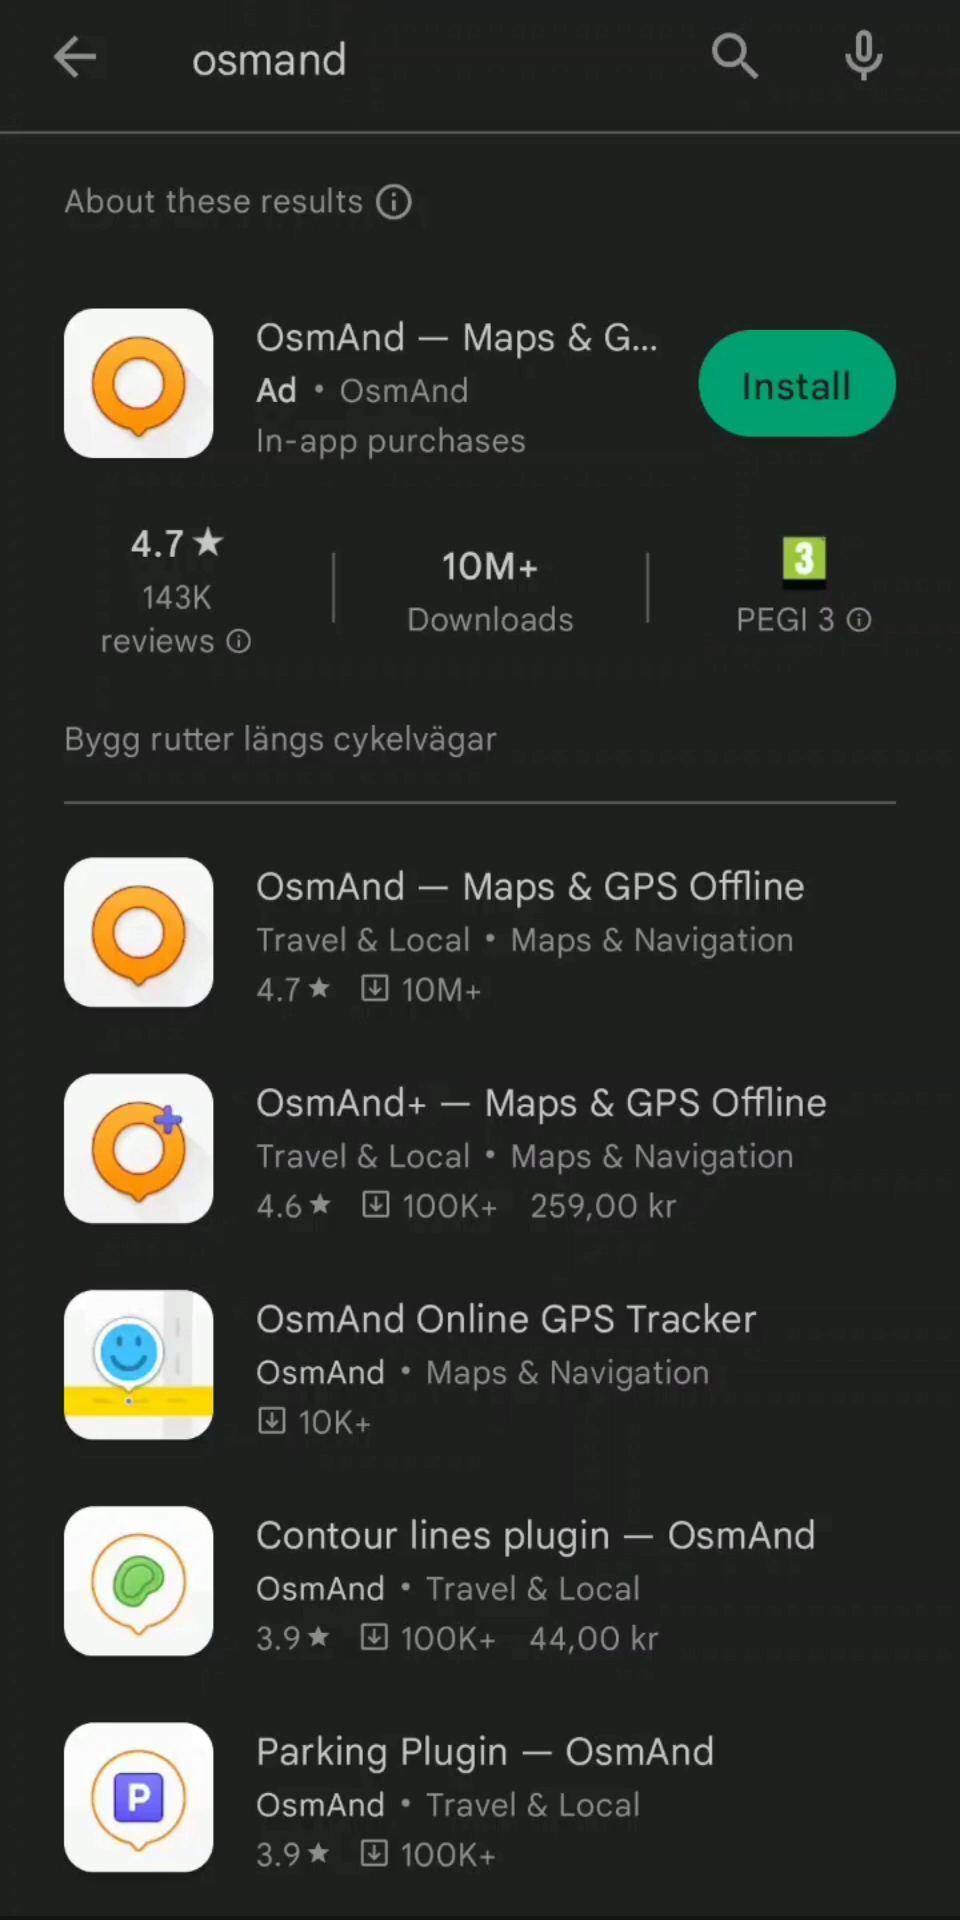 osmand
About these results
OsmAnd — Maps & G...
Install
Ad • OsmAnd
In-app purchases
4.7★
143K
reviews
10M+
Downloads
3
PEGI 3
Bygg rutter längs cykelvägar
OsmAnd — Maps & GPS Offline
Travel & Local • Maps & Navigation
4.7★ 10M+
OsmAnd+ — Maps & GPS Offline
Travel & Local • Maps & Navigation
4.6★ 100K+ 259,00 kr
OsmAnd Online GPS Tracker
OsmAnd • Maps & Navigation
10K+
Contour lines plugin — OsmAnd
OsmAnd • Travel & Local
3.9★ 100K+ 44,00 kr
P
Parking Plugin — OsmAnd
OsmAnd • Travel & Local
3.9★ 100K+